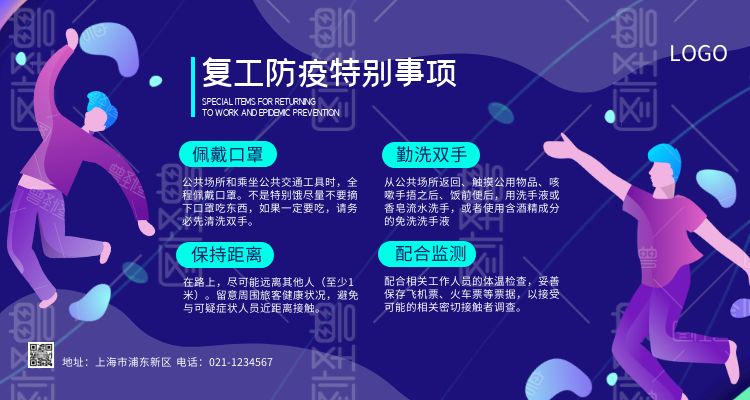 LOGO
复工防疫特别事项
SPECIAL ITEMS FOR RETURNING
TO WORK AND EPIDEMIC PREVENTION
佩戴口罩
公共场所和乘坐公共交通工具时，全
程佩戴口罩。不是特别饿尽量不要摘
下口罩吃东西，如果一定要吃，请务
必先清洗双手。
勤洗双手
从公共场所返回、触摸公用物品、咳
嗽手捂之后、饭前便后，用洗手液或
香皂流水洗手，或者使用含酒精成分
的免洗洗手液
保持距离
在路上，尽可能远离其他人（至少1
米）。留意周围旅客健康状况，避免
与可疑症状人员近距离接触。
配合监测
配合相关工作人员的体温检查，妥善
保存飞机票、火车票等票据，以接受
可能的相关密切接触者调查。
地址：上海市浦东新区 电话：021-1234567